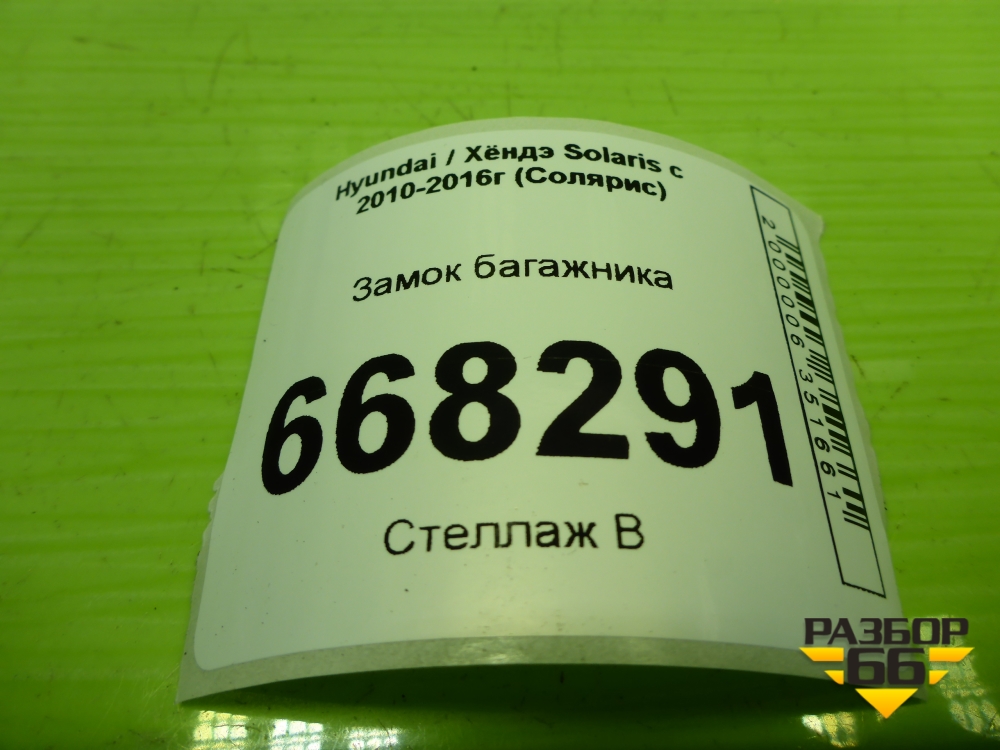 Hyundai / Хёндэ Solaris с
2010-2016г (Солярис)
Замок багажника
668291
Стеллаж В
2000006351661
РАЗБОР
66